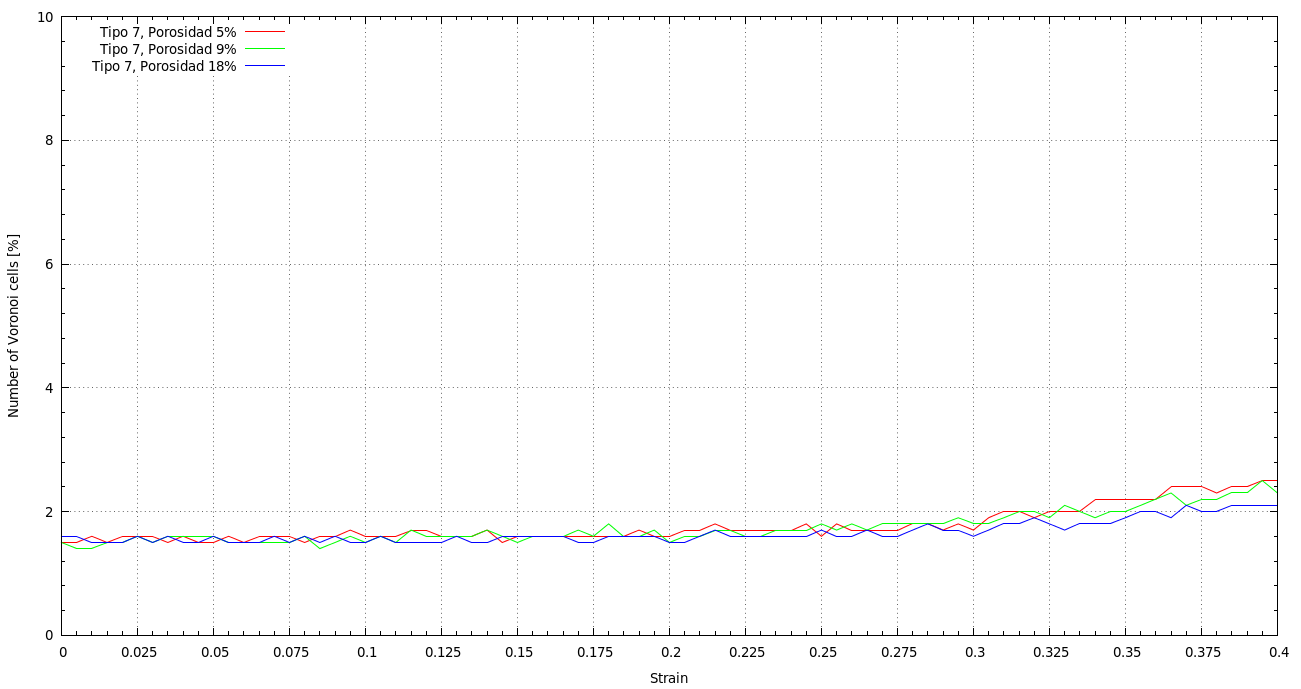 10
8
6
4
2
0
Tipo 7, Porosidad 5%
Tipo 7, Porosidad 9%
Tipo 7, Porosidad 18%
Number of Voronoi cells [%]
0 0.025 0.05 0.075 0.1 0.125 0.15 0.175 0.2 0.225 0.25 0.275 0.3 0.325 0.35 0.375 0.4
Strain